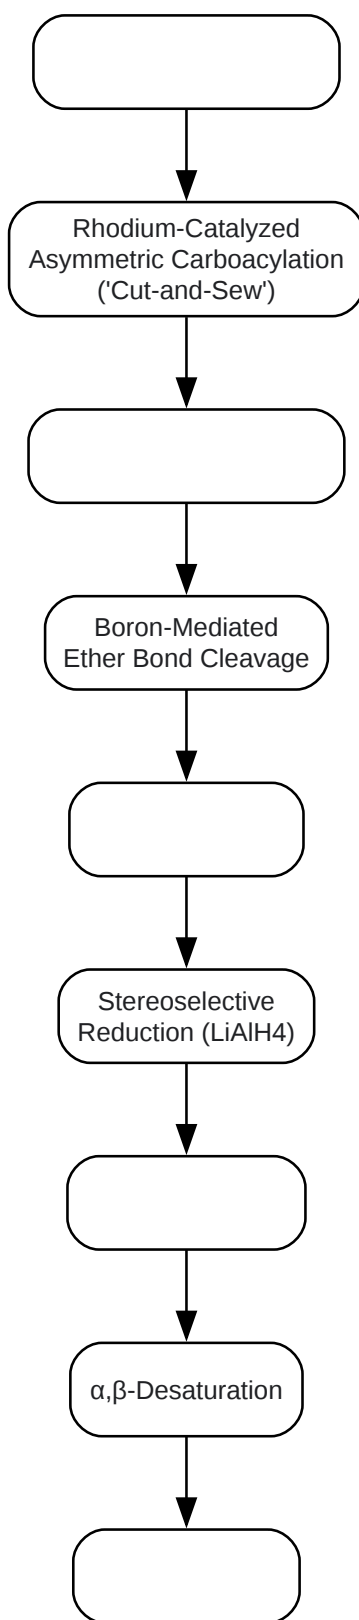 Rhodium-Catalyzed
Asymmetric Carboacylation
('Cut-and-Sew')
Boron-Mediated
Ether Bond Cleavage
Stereoselective
Reduction (LiAlH4)
α,β-Desaturation